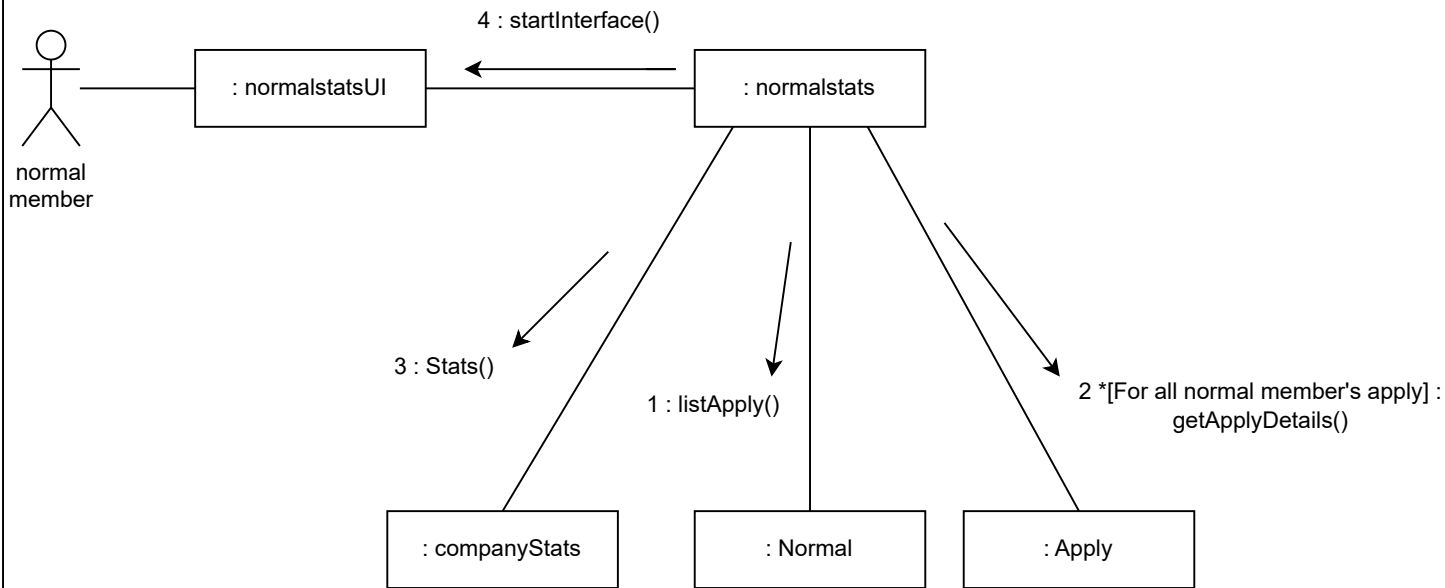 4 : startInterface()
: normalstatsUI
: normalstats
normal
member
3 : Stats()
1 : listApply()
2 *[For all normal member's apply] :
getApplyDetails()
: companyStats
: Normal
: Apply